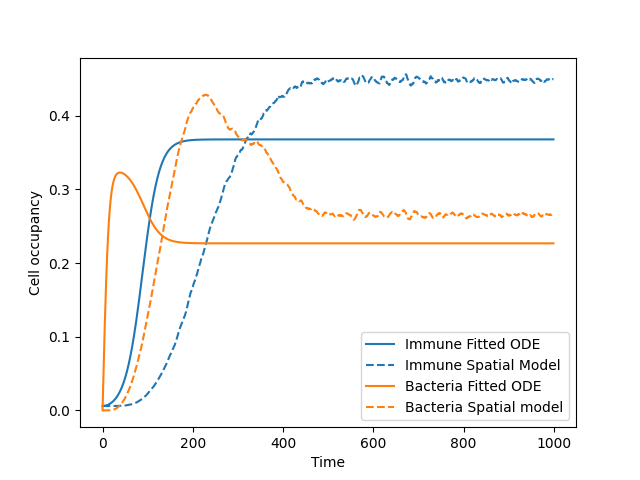 Cell occupancy
0.4
0.3
0.2
0.1
0.0
Immune Fitted ODE
Immune Spatial Model
Bacteria Fitted ODE
Bacteria Spatial model
0 200 400 600 800 1000
Time